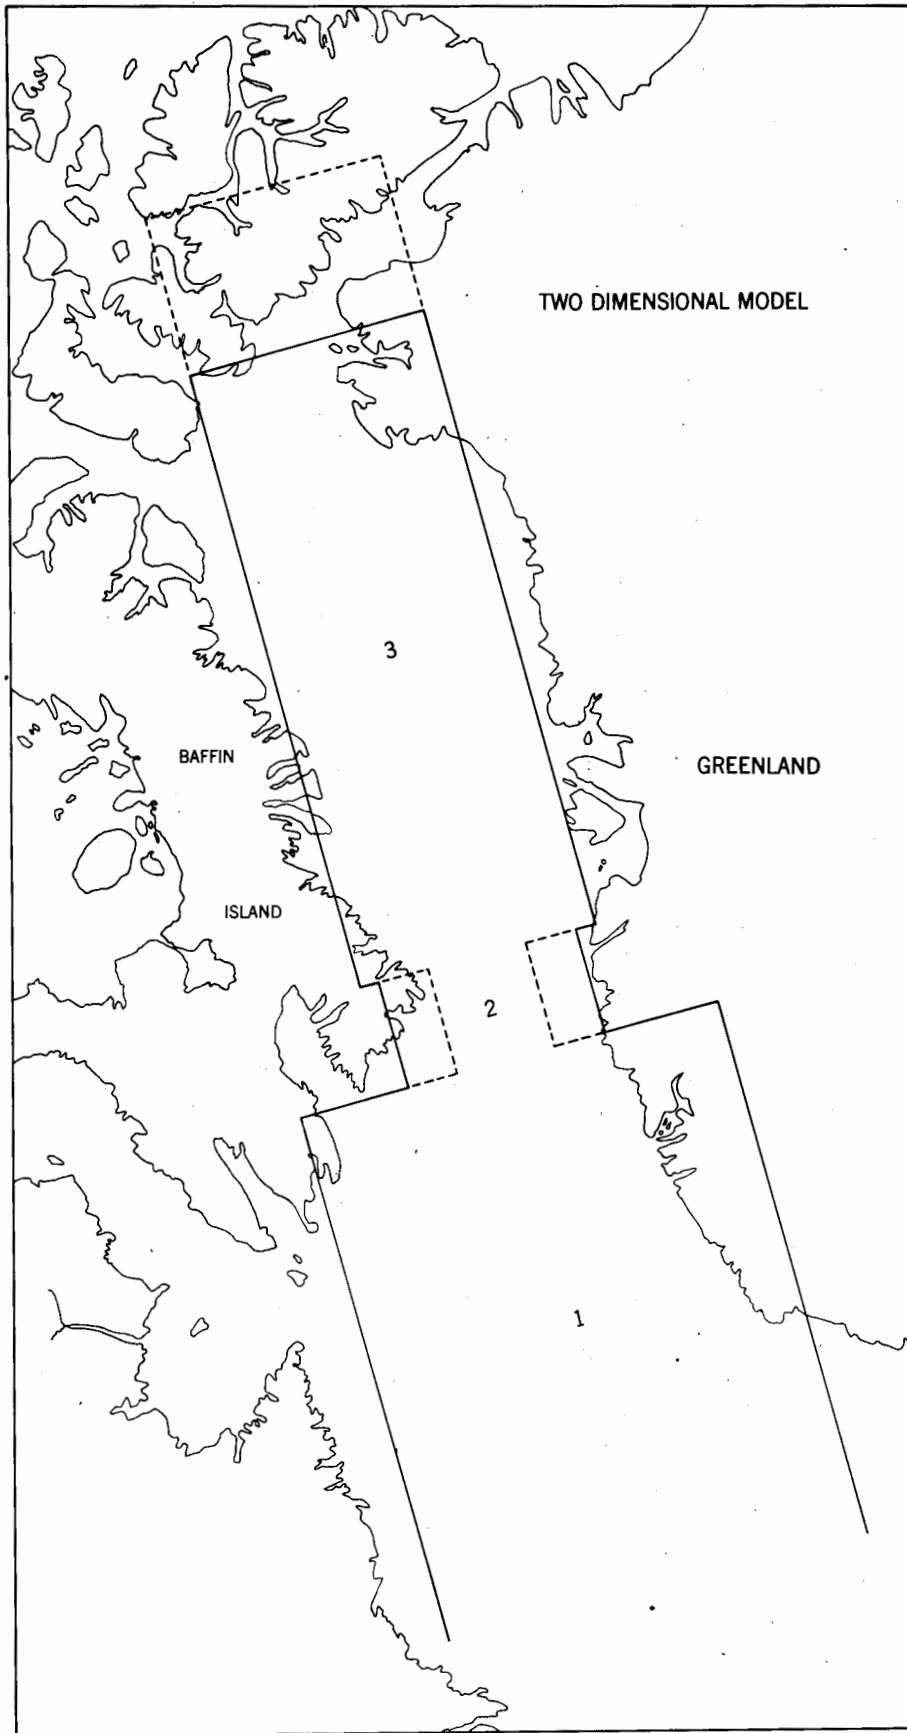 TWO DIMENSIONAL MODEL
3
BAFFIN
GREENLAND
ISLAND
2
1